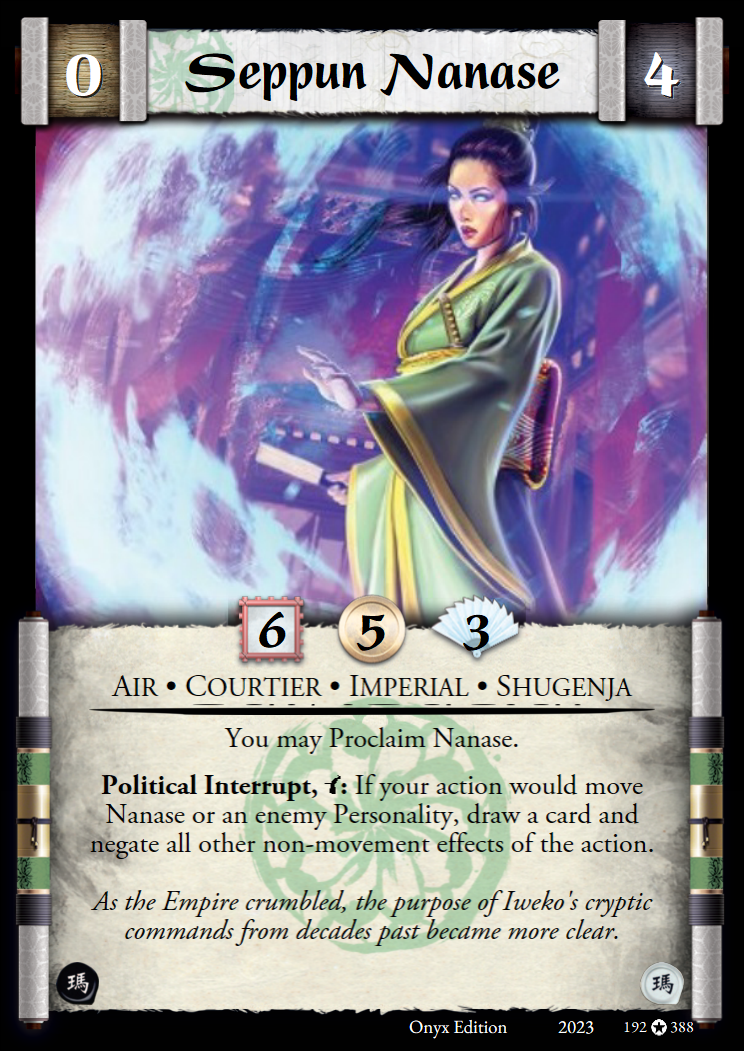 0 Seppun Nanase 4
6 5 3
AIR • COURTIER • IMPERIAL • SHUGENJA
You may Proclaim Nanase.
Political Interrupt, : If your action would move
Nanase or an enemy Personality, draw a card and
negate all other non-movement effects of the action.
As the Empire crumbled, the purpose of Iweko's cryptic
commands from decades past became more clear.
瑪 瑪
Onyx Edition 2023 192 388